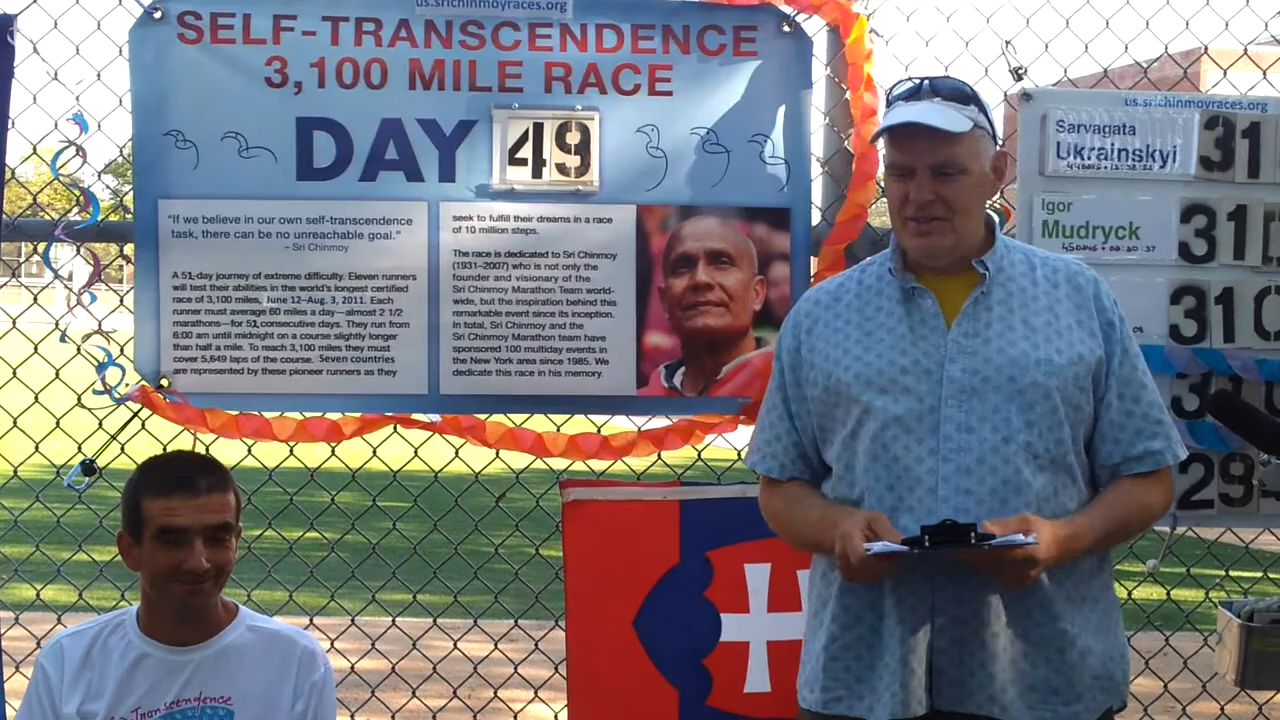 us.srichinmoyraces.org
SELF-TRANSCENDENCE
3,100 MILE RACE
DAY 49
"If we believe in our own self-transcendence
task, there can be no unreachable goal."
– Sri Chinmoy
A 51-day journey of extreme difficulty. Eleven runners
will test their abilities in the world's longest certified
race of 3,100 miles, June 12–Aug. 3, 2011. Each
runner must average 60 miles a day—almost 2 1/2
marathons—for 51 consecutive days. They run from
6:00 am until midnight on a course slightly longer
than half a mile. To reach 3,100 miles they must
cover 5,649 laps of the course. Seven countries
are represented by these pioneer runners as they
seek to fulfill their dreams in a race
of 10 million steps.
The race is dedicated to Sri Chinmoy
(1931–2007) who is not only the
founder and visionary of the
Sri Chinmoy Marathon Team world-
wide, but the inspiration behind this
remarkable event since its inception.
In total, Sri Chinmoy and the
Sri Chinmoy Marathon team have
sponsored 100 multiday events in
the New York area since 1985. We
dedicate this race in his memory.
us.srichinmoyraces.org
Sarvagata
Ukrainskyi
31
Igor
Mudryck
310
310
31
29
Transcendence